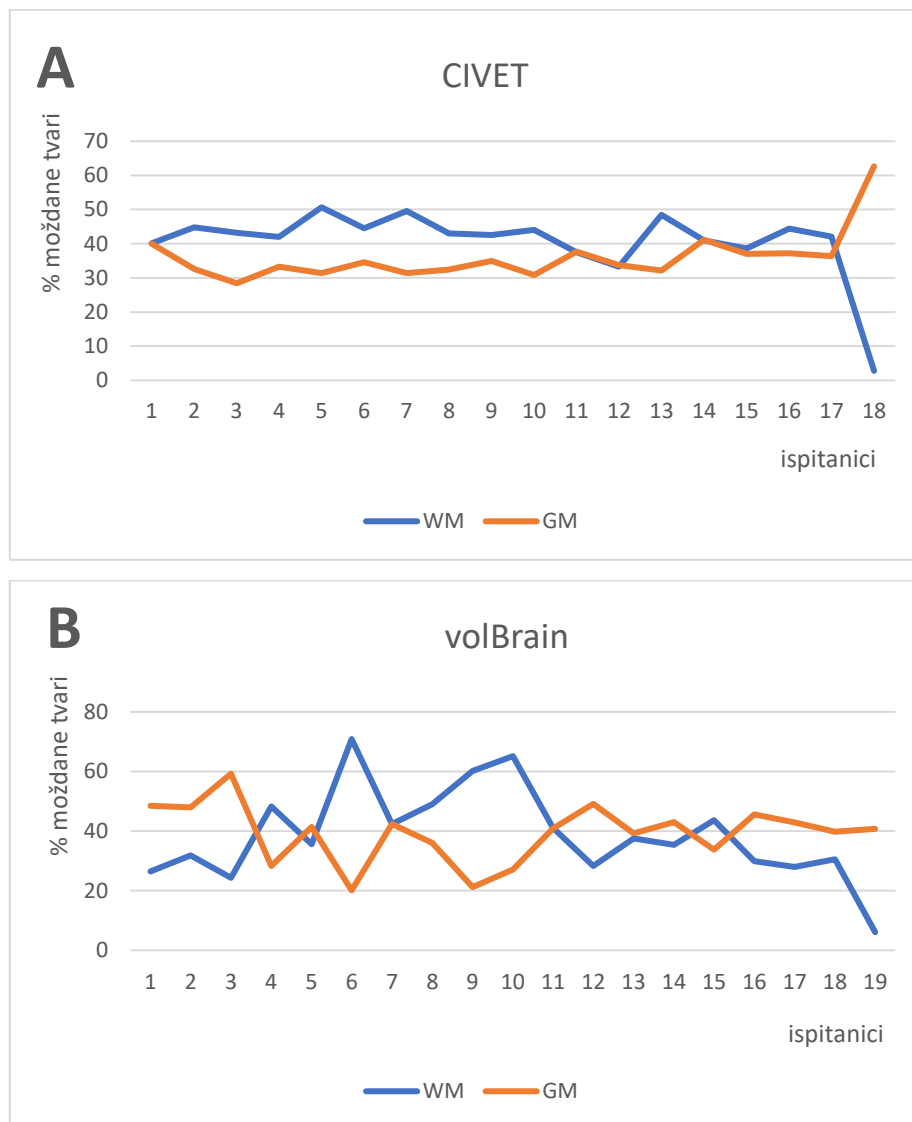 A
CIVET
% moždane tvari
70
60
50
40
30
20
10
0
1 2 3 4 5 6 7 8 9 10 11 12 13 14 15 16 17 18
ispitanici
WM GM
B
volBrain
% moždane tvari
80
60
40
20
0
1 2 3 4 5 6 7 8 9 10 11 12 13 14 15 16 17 18 19
ispitanici
WM GM